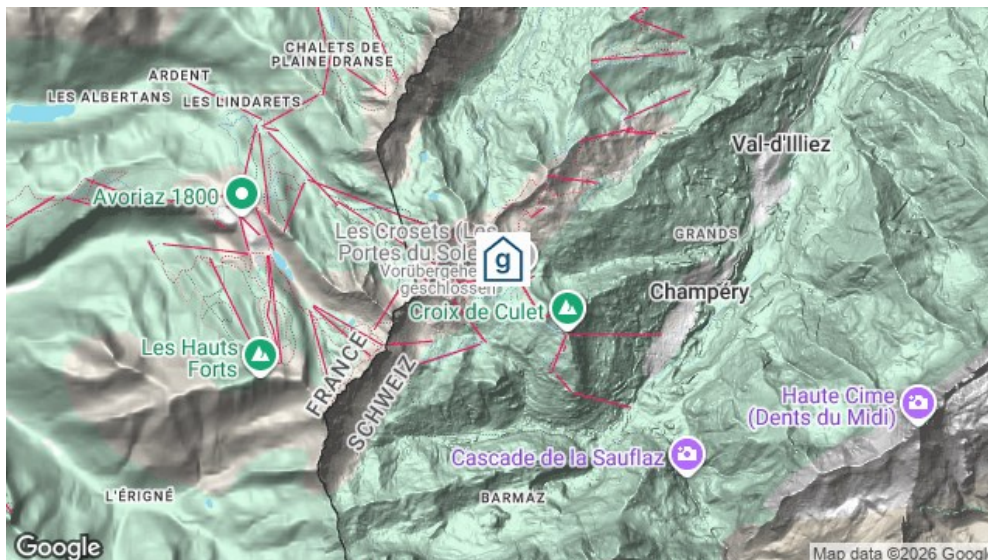 CHALETS DE
PLAINE DRANSE
ARDENT
LES ALBERTANS
LES LINDARETS
Val-d'Illiez
Avoriaz 1800
Les Crosets (Les
Portes du Sole
Vorübergehe
geschlossen
g
GRANDS
Champéry
Croix de Culet
Les Hauts
Forts
FRANCE
SCHWEIZ
Haute Cime
(Dents du Midi)
Cascade de la Sauflaz
L'ÉRIGNÉ
BARMAZ
Google
Map data ©2026 Google